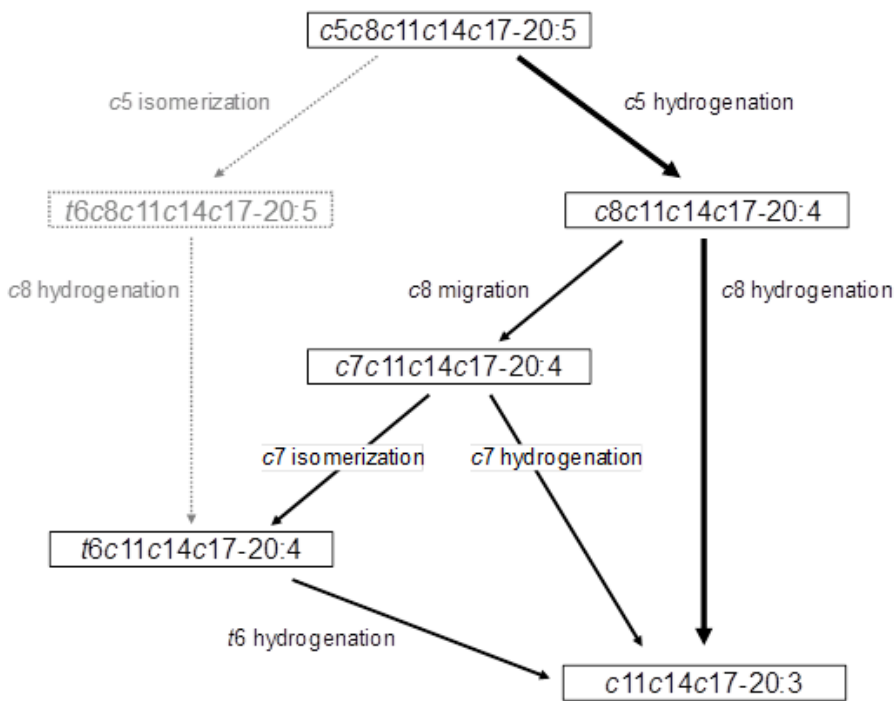 c5c8c11c14c17-20:5
c5 isomerization
c5 hydrogenation
t6c8c11c14c17-20:5
c8c11c14c17-20:4
c8 hydrogenation
c8 migration
c8 hydrogenation
c7c11c14c17-20:4
c7 isomerization
c7 hydrogenation
t6c11c14c17-20:4
t6 hydrogenation
c11c14c17-20:3